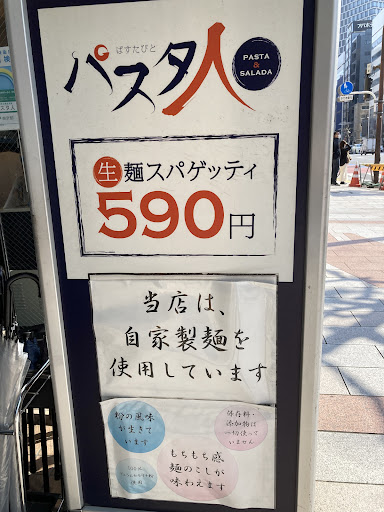 ぱすたびと
パスタ人
PASTA
&
SALADA
生麺スパゲッティ
590円
当店は、
自家製麺を
使用しています
粉の風味
が生きて
います
保存料・
添加物は
一切使って
いません
もちもち感
麺のこしが
味わえます
使用